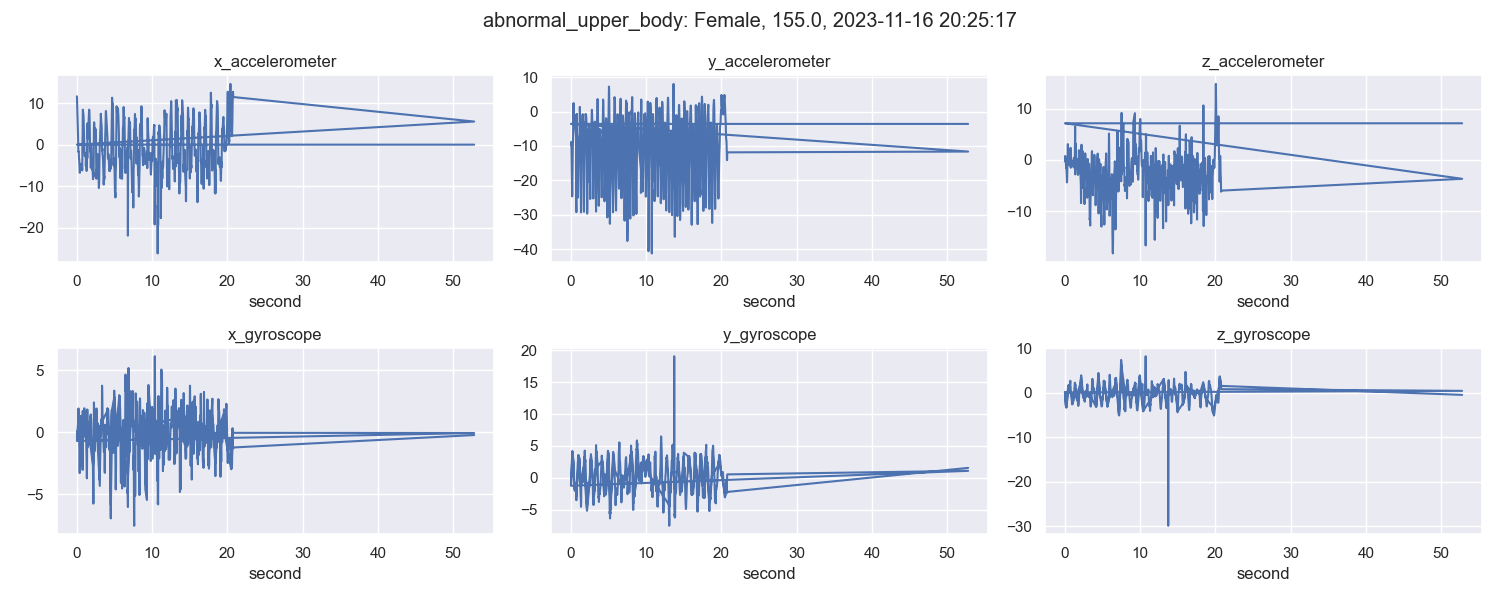 abnormal_upper_body: Female, 155.0, 2023-11-16 20:25:17
x_accelerometer
10
0
−10
−20
0 10 20 30 40 50
second
y_accelerometer
10
0
−10
−20
−30
−40
0 10 20 30 40 50
second
z_accelerometer
10
0
−10
0 10 20 30 40 50
second
x_gyroscope
5
0
−5
0 10 20 30 40 50
second
y_gyroscope
20
15
10
5
0
−5
0 10 20 30 40 50
second
z_gyroscope
10
0
−10
−20
−30
0 10 20 30 40 50
second